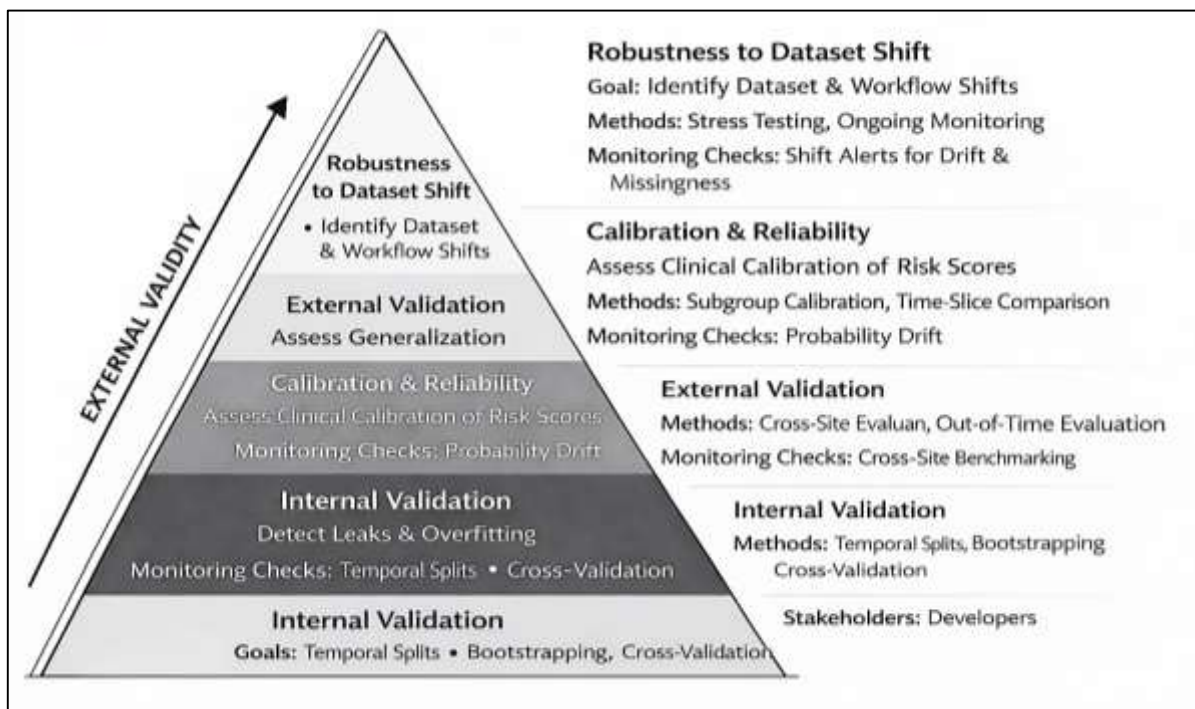 EXTERNAL VALIDITY
Robustness
to Dataset Shift
• Identify Dataset
& Workflow Shifts
External Validation
Assess Generalization
Calibration & Reliability
Assess Clinical Calibration of Risk Scores
Monitoring Checks: Probability Drift
Internal Validation
Detect Leaks & Overfitting
Monitoring Checks: Temporal Splits • Cross-Validation
Internal Validation
Goals: Temporal Splits • Bootstrapping, Cross-Validation
Robustness to Dataset Shift
Goal: Identify Dataset & Workflow Shifts
Methods: Stress Testing, Ongoing Monitoring
Monitoring Checks: Shift Alerts for Drift &
Missingness
Calibration & Reliability
Assess Clinical Calibration of Risk Scores
Methods: Subgroup Calibration, Time-Slice Comparison
Monitoring Checks: Probability Drift
External Validation
Methods: Cross-Site Evaluan, Out-of-Time Evaluation
Monitoring Checks: Cross-Site Benchmarking
Internal Validation
Methods: Temporal Splits, Bootstrapping
Cross-Validation
Stakeholders: Developers